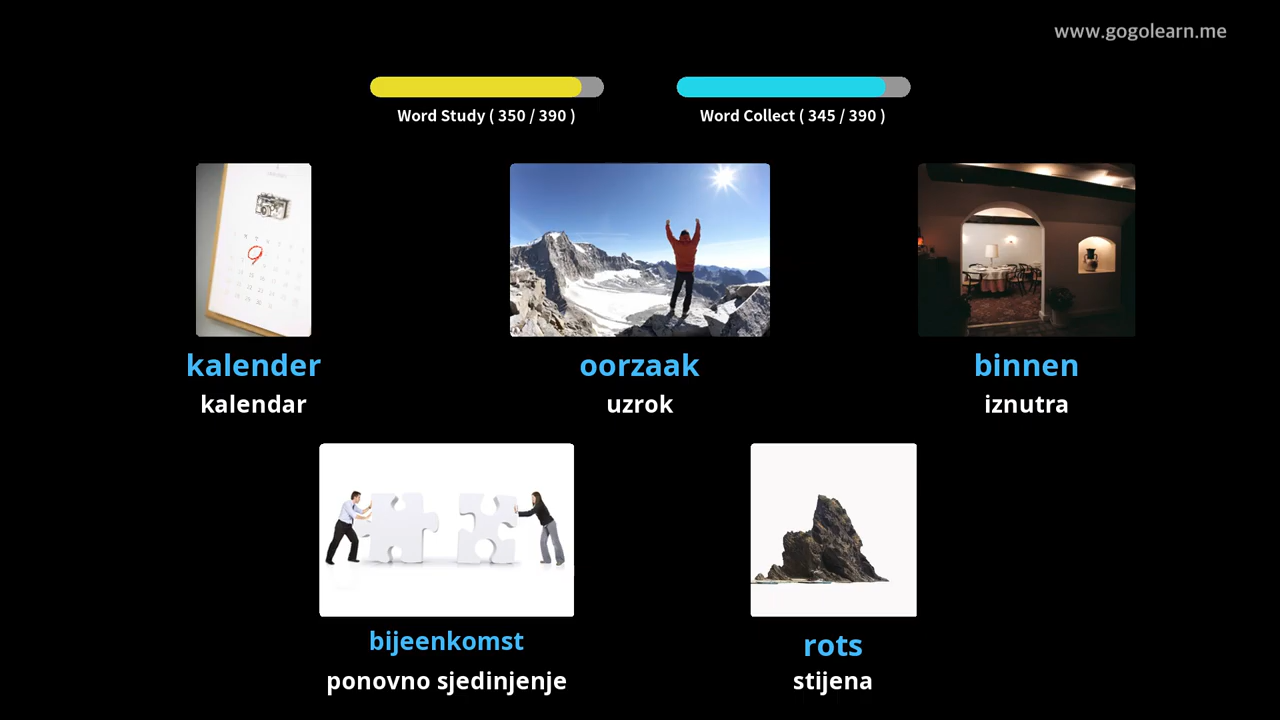 www.gogolearn.me
Word Study ( 350 / 390 )
Word Collect ( 345 / 390 )
kalender
kalendar
oorzaak
uzrok
binnen
iznutra
bijeenkomst
ponovno sjedinjenje
rots
stijena